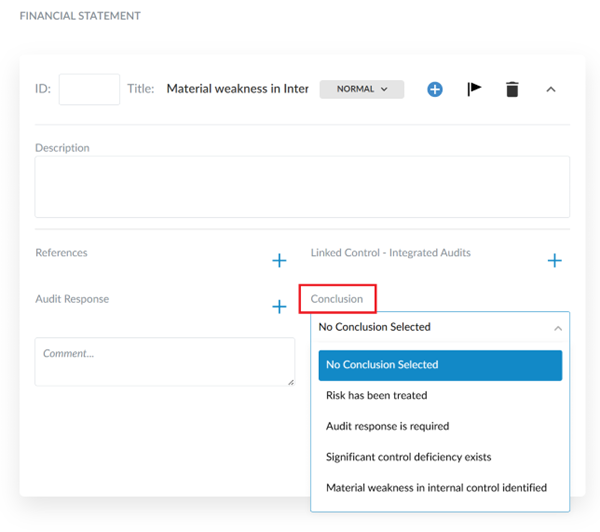 FINANCIAL STATEMENT
ID: Title: Material weakness in Inter NORMAL
Description
References Linked Control - Integrated Audits
Audit Response Conclusion
No Conclusion Selected
Comment...
No Conclusion Selected
Risk has been treated
Audit response is required
Significant control deficiency exists
Material weakness in internal control identified